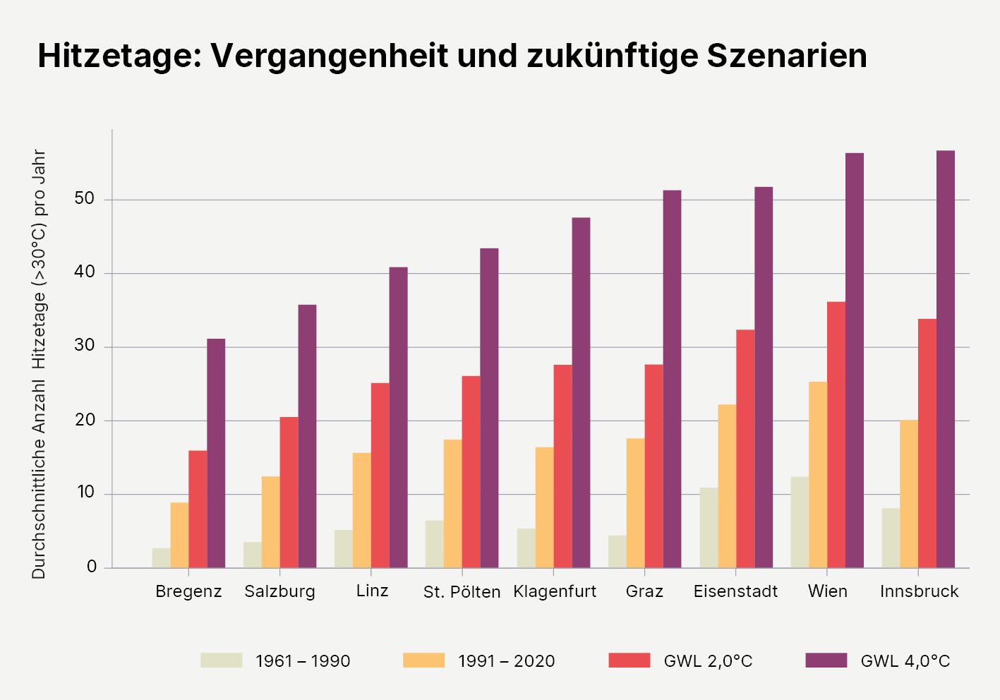 Hitzetage: Vergangenheit und zukünftige Szenarien
Durchschnittliche Anzahl Hitzetage (>30°C) pro Jahr
50
40
30
20
10
0
Bregenz Salzburg Linz St. Pölten Klagenfurt Graz Eisenstadt Wien Innsbruck
1961 – 1990 1991 – 2020 GWL 2,0°C GWL 4,0°C